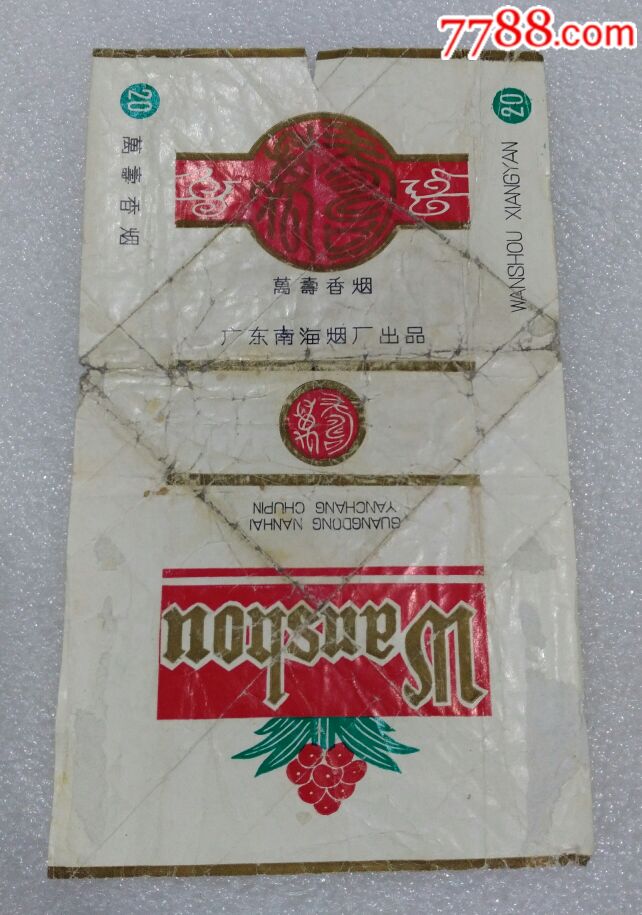 7788.com
20
萬壽香烟
20
WANSHOU XIANGYAN
萬壽香烟
广东南海烟厂出品
GUANGDONG NANHAI
YANCHANG CHUPIN
Wanshou